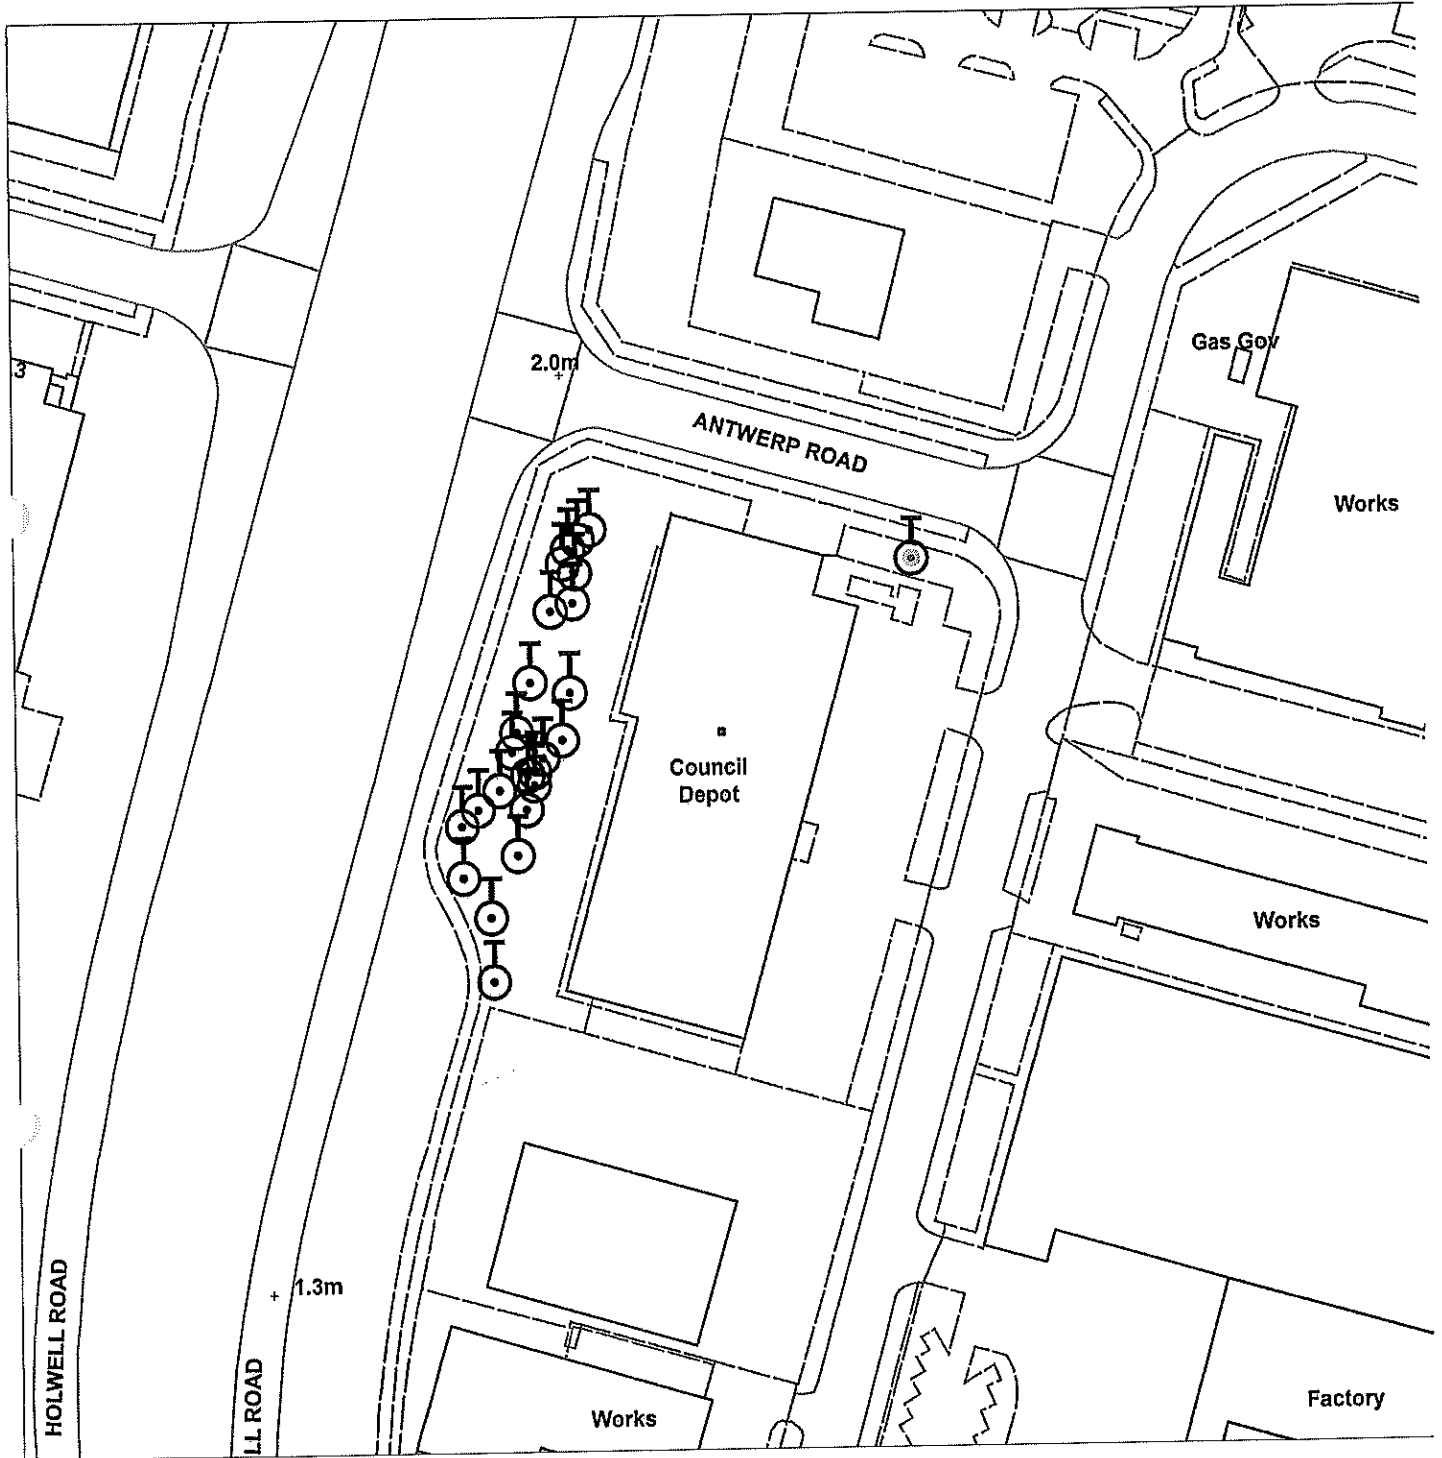 Gas Gov
2.0m
3
ANTWERP ROAD
Works
Council
Depot
Works
1.3m
HOLWELL ROAD
LL ROAD
Works
Factory